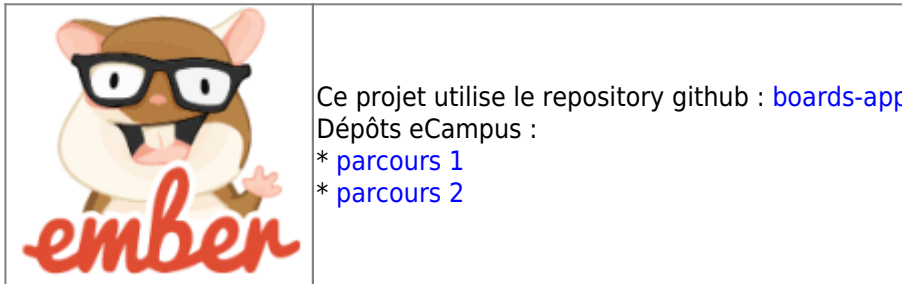 ember
Ce projet utilise le repository github : boards-app
Dépôts eCampus :
* parcours 1
* parcours 2